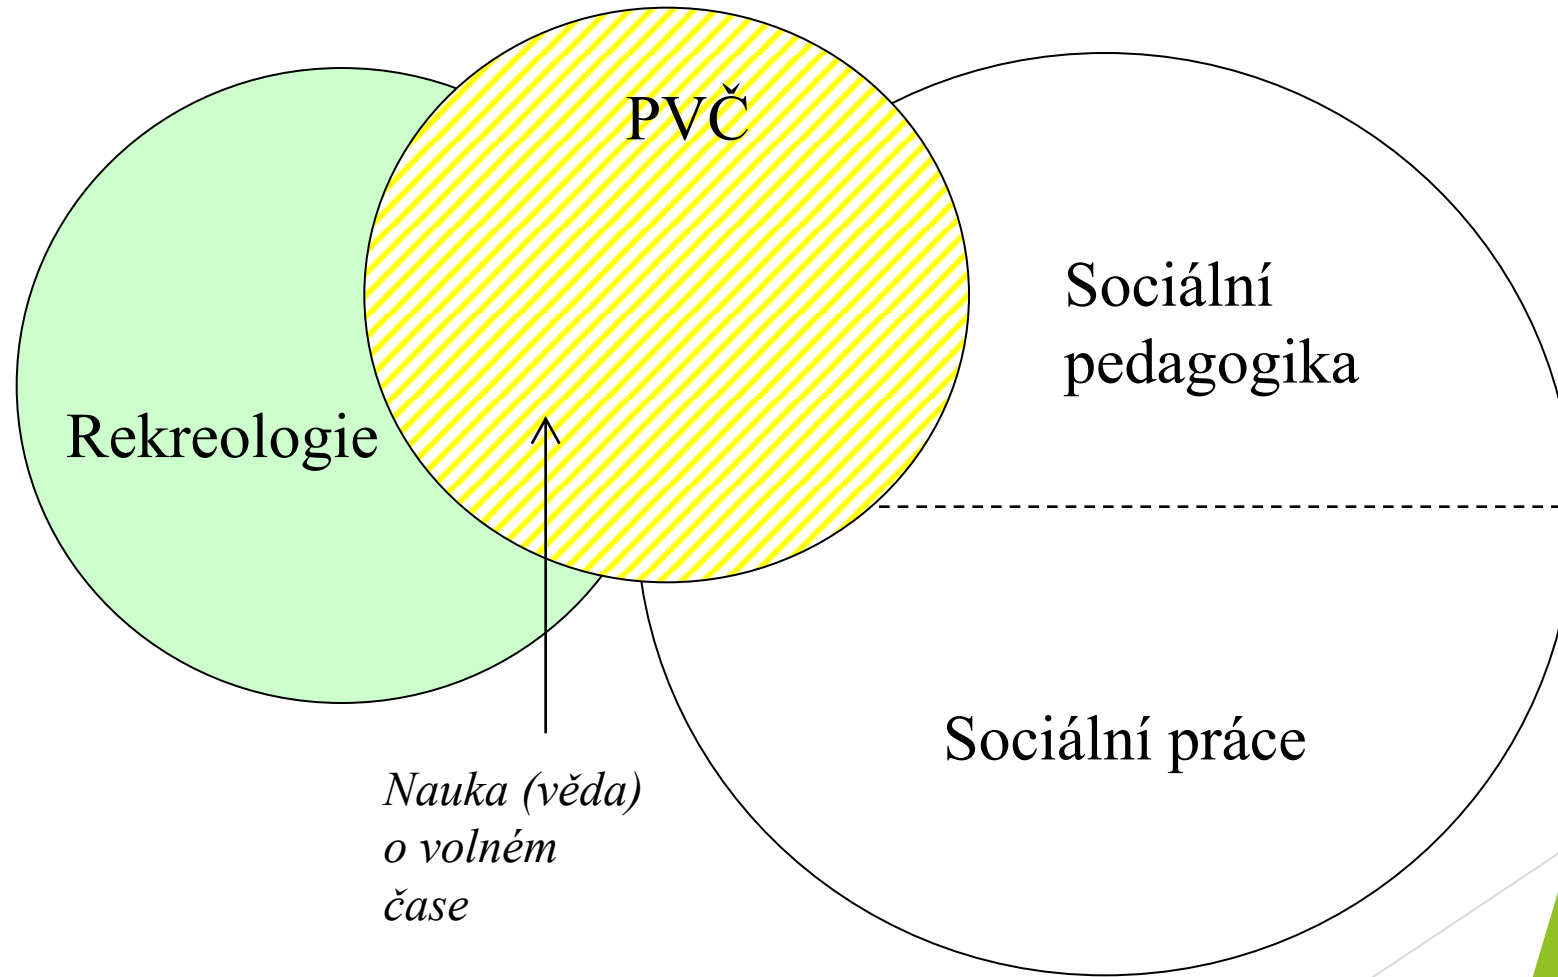 PVČ
Sociální
pedagogika
Rekreologie
Sociální práce
Nauka (věda)
o volném
čase